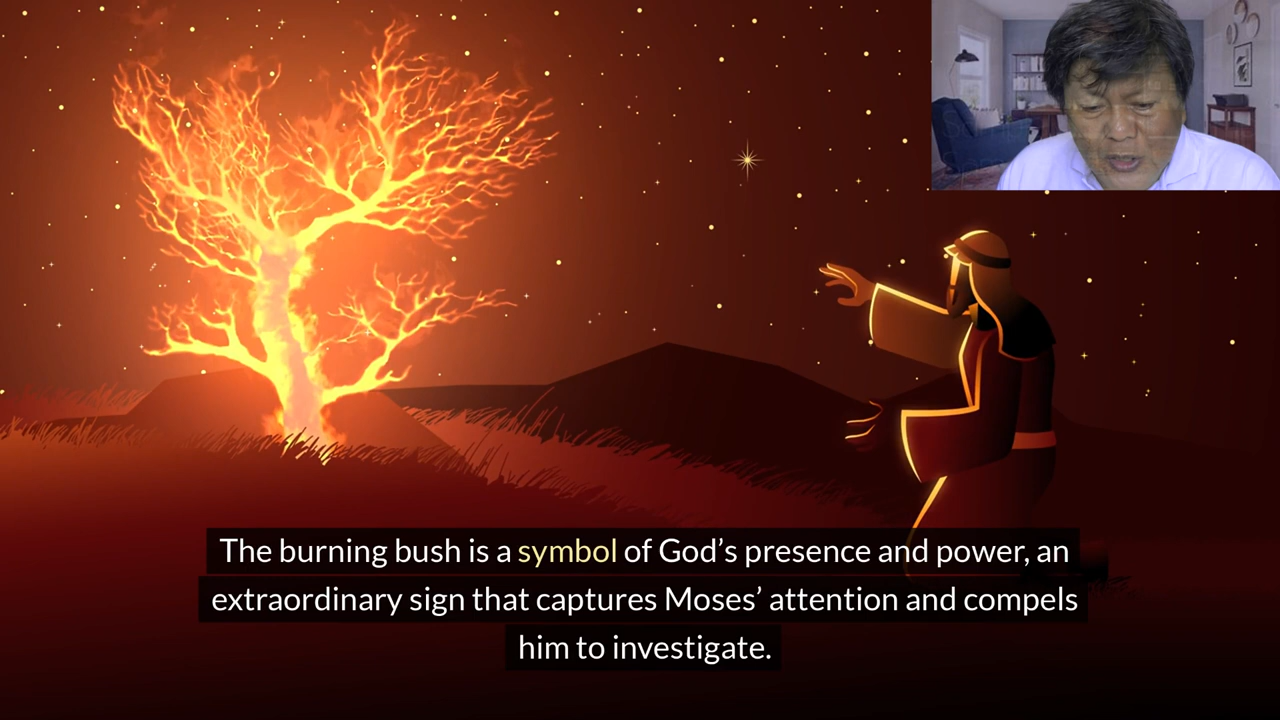 The burning bush is a symbol of God’s presence and power, an
extraordinary sign that captures Moses’ attention and compels
him to investigate.